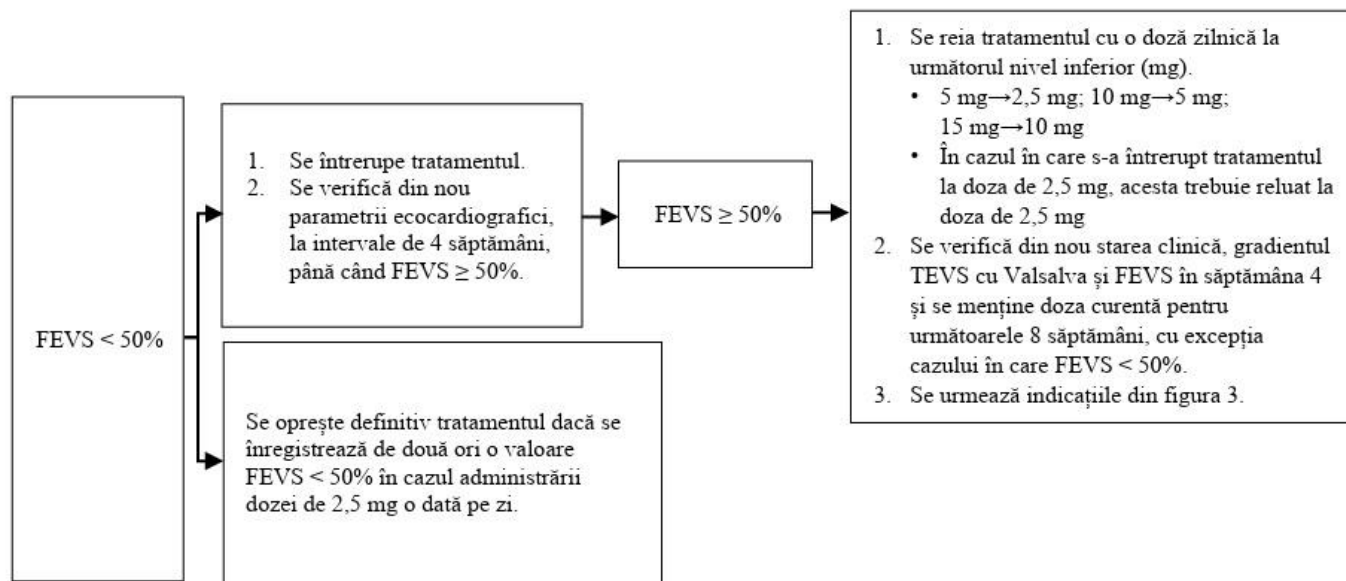 FEVS < 50%
1. Se întrerupe tratamentul.
2. Se verifică din nou
parametrii ecocardiografici,
la intervale de 4 săptămâni,
până când FEVS ≥ 50%.
Se oprește definitiv tratamentul dacă se
înregistrează de două ori o valoare
FEVS < 50% în cazul administrării
dozei de 2,5 mg o dată pe zi.
FEVS ≥ 50%
1. Se reia tratamentul cu o doză zilnică la
următorul nivel inferior (mg).
• 5 mg→2,5 mg; 10 mg→5 mg;
15 mg→10 mg
• În cazul în care s-a întrerupt tratamentul
la doza de 2,5 mg, acesta trebuie reluat la
doza de 2,5 mg
2. Se verifică din nou starea clinică, gradientul
TEVS cu Valsalva și FEVS în săptămâna 4
și se menține doza curentă pentru
următoarele 8 săptămâni, cu excepția
cazului în care FEVS < 50%.
3. Se urmează indicațiile din figura 3.